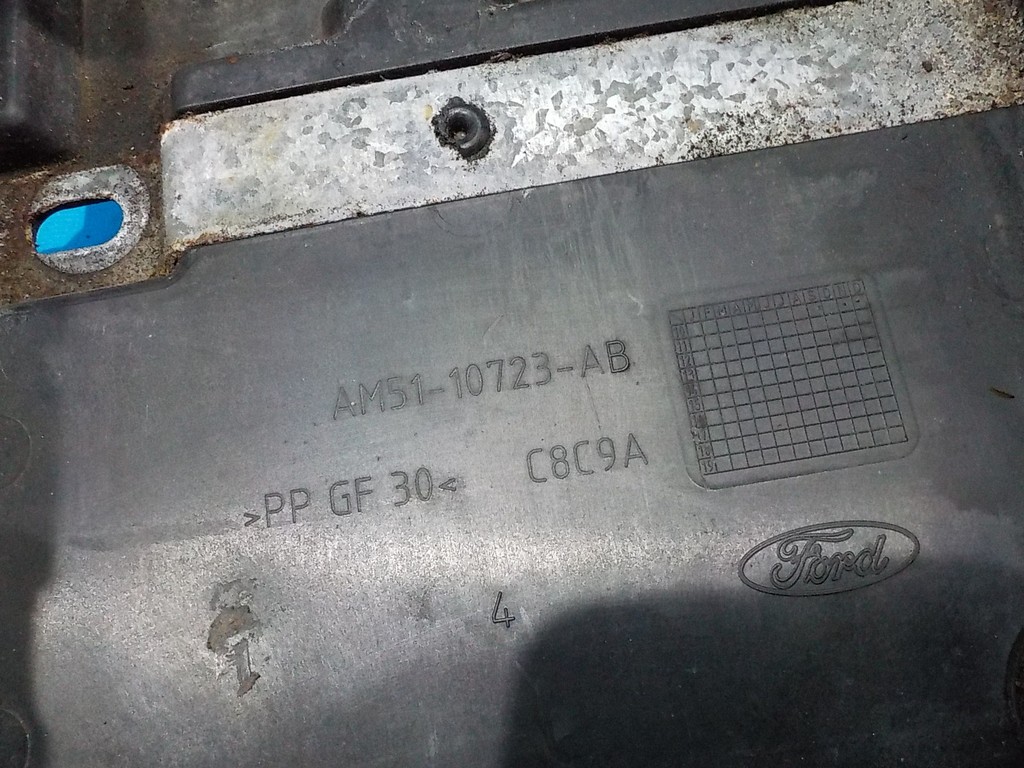 AM51-10723-AB
>PP GF 30<
C8C9A
Ford
4
J F M A M J J A S O N D